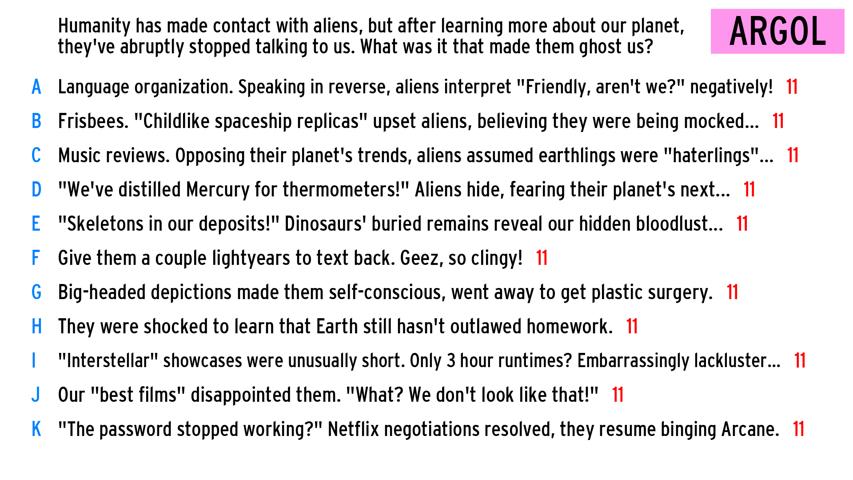 Humanity has made contact with aliens, but after learning more about our planet,
they've abruptly stopped talking to us. What was it that made them ghost us?
ARGOL
A Language organization. Speaking in reverse, aliens interpret "Friendly, aren't we?" negatively! 11
B Frisbees. "Childlike spaceship replicas" upset aliens, believing they were being mocked... 11
C Music reviews. Opposing their planet's trends, aliens assumed earthlings were "haterlings"... 11
D "We've distilled Mercury for thermometers!" Aliens hide, fearing their planet's next... 11
E "Skeletons in our deposits!" Dinosaurs' buried remains reveal our hidden bloodlust... 11
F Give them a couple lightyears to text back. Geez, so clingy! 11
G Big-headed depictions made them self-conscious, went away to get plastic surgery. 11
H They were shocked to learn that Earth still hasn't outlawed homework. 11
I "Interstellar" showcases were unusually short. Only 3 hour runtimes? Embarrassingly lackluster... 11
J Our "best films" disappointed them. "What? We don't look like that!" 11
K "The password stopped working?" Netflix negotiations resolved, they resume binging Arcane. 11